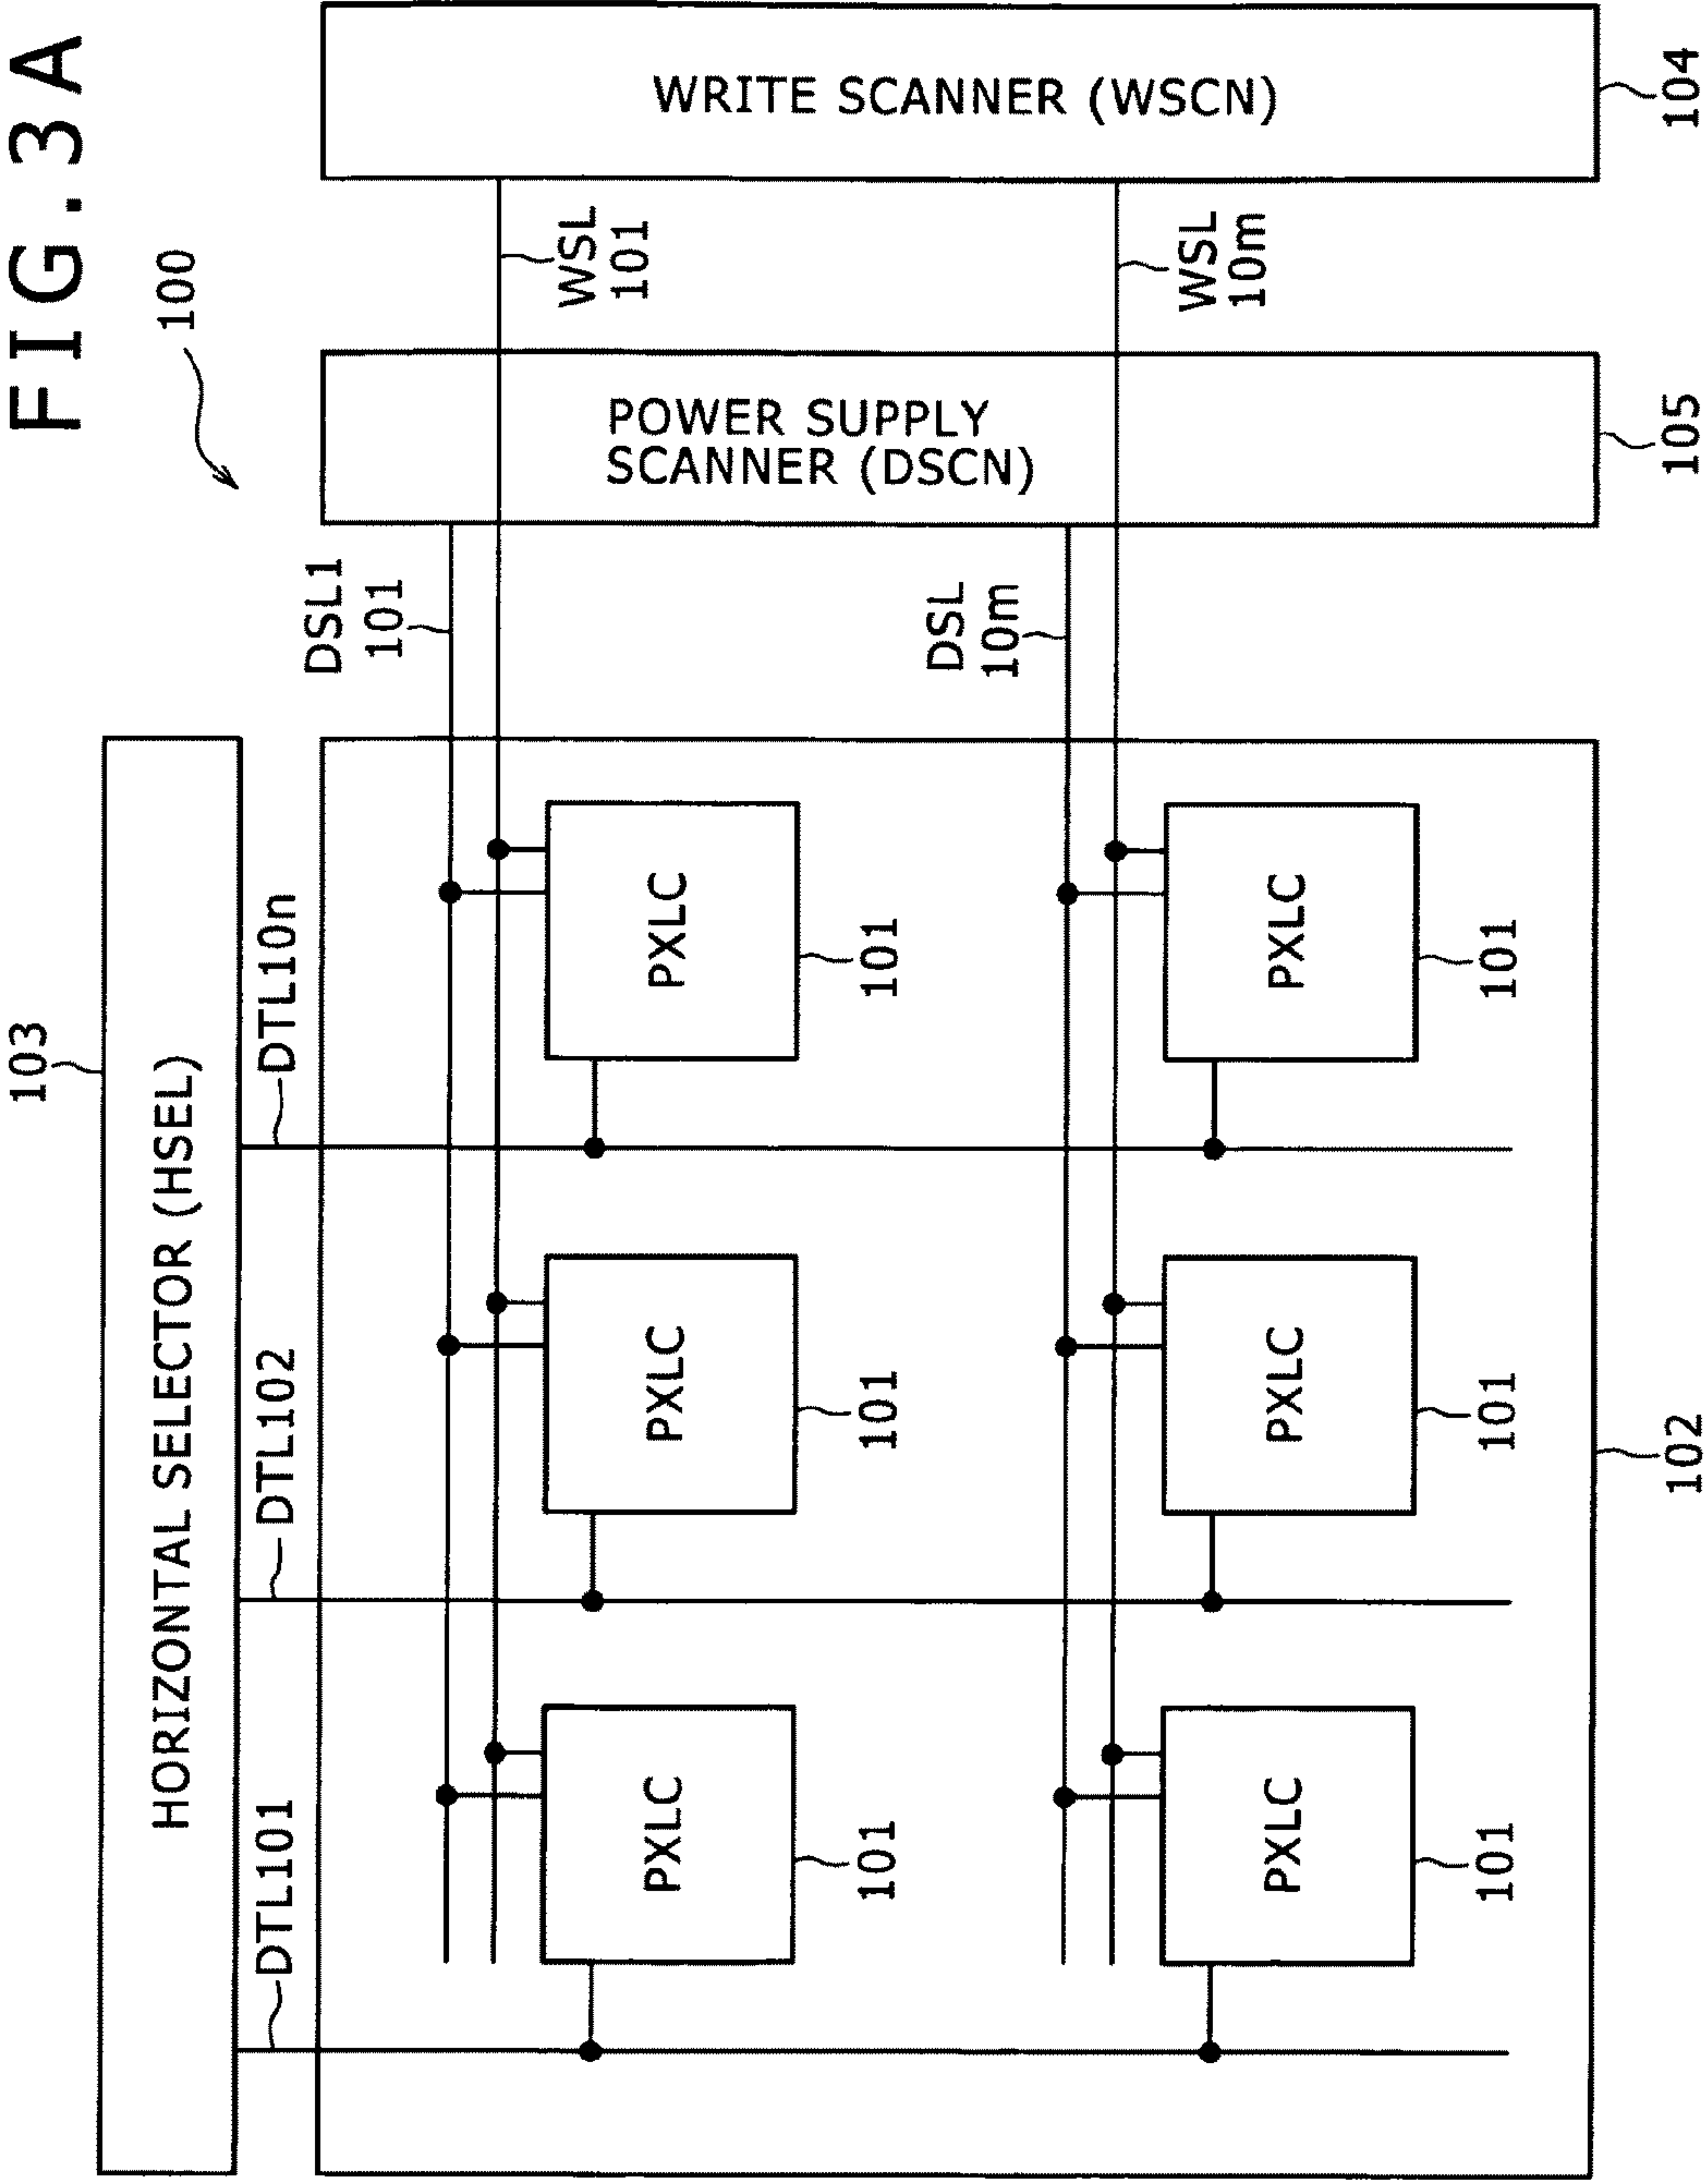 FIG.3A
100
103
HORIZONTAL SELECTOR (HSEL)
DTL101
DTL102
DTL10n
DSL1
101
WSL
101
POWER SUPPLY
SCANNER (DSCN)
WRITE SCANNER (WSCN)
PXLC
101
PXLC
101
PXLC
101
DSL
10m
WSL
10m
PXLC
101
PXLC
101
PXLC
101
102
105
104